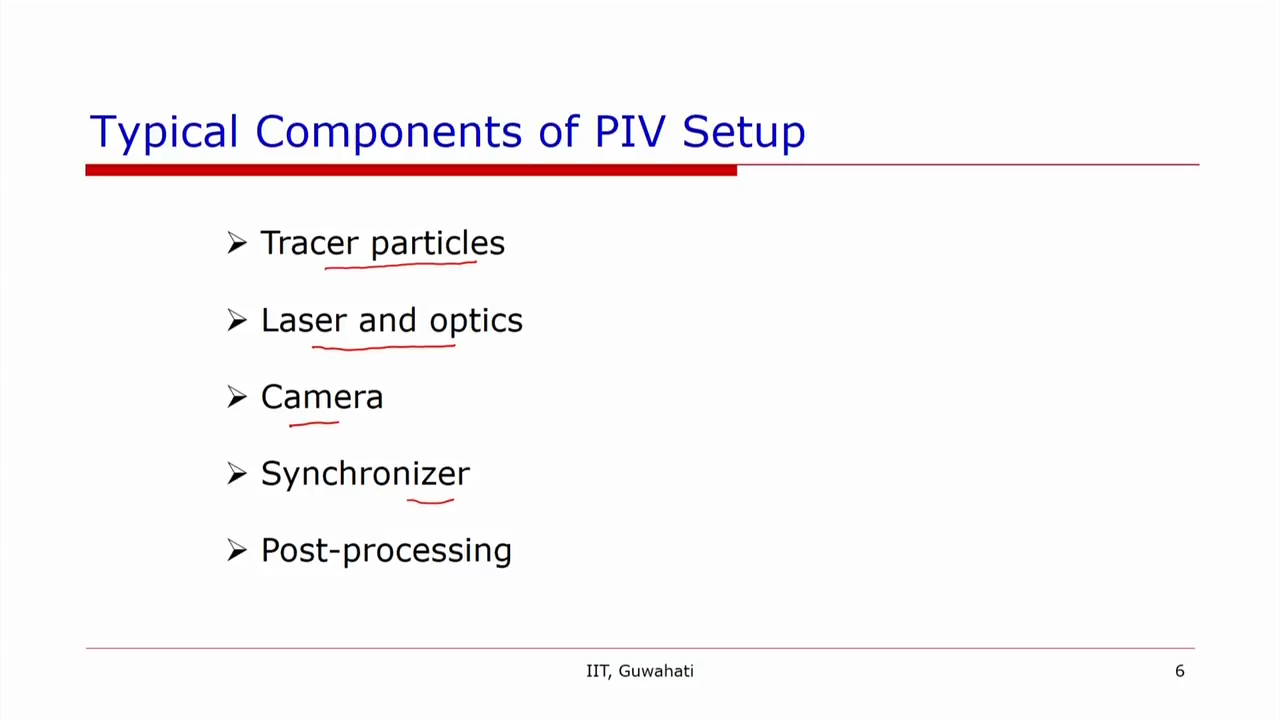 Typical Components of PIV Setup
Tracer particles
Laser and optics
Camera
Synchronizer
Post-processing
IIT, Guwahati
6